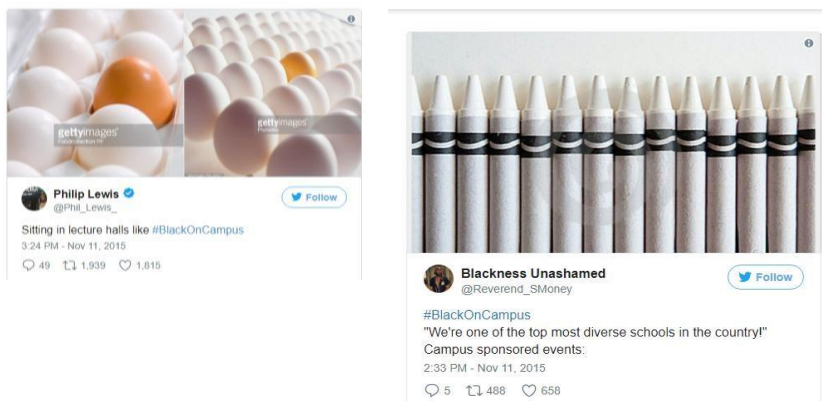 gettyimages®
gettyimages®
Philip Lewis
Follow
@Phil_Lewis_
Sitting in lecture halls like #BlackOnCampus
3:24 PM - Nov 11, 2015
49 1,939 1,815
Blackness Unashamed
Follow
@Reverend_SMoney
#BlackOnCampus
"We're one of the top most diverse schools in the country!"
Campus sponsored events:
2:33 PM - Nov 11, 2015
5 488 658